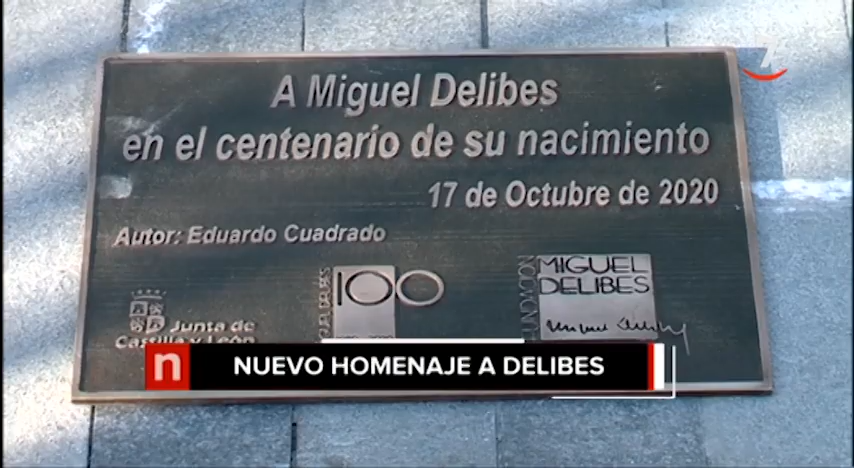 7
A Miguel Delibes
en el centenario de su nacimiento
17 de Octubre de 2020
Autor: Eduardo Cuadrado
100
MIGUEL
DELIBES
Junta de
Castilla y León
n NUEVO HOMENAJE A DELIBES